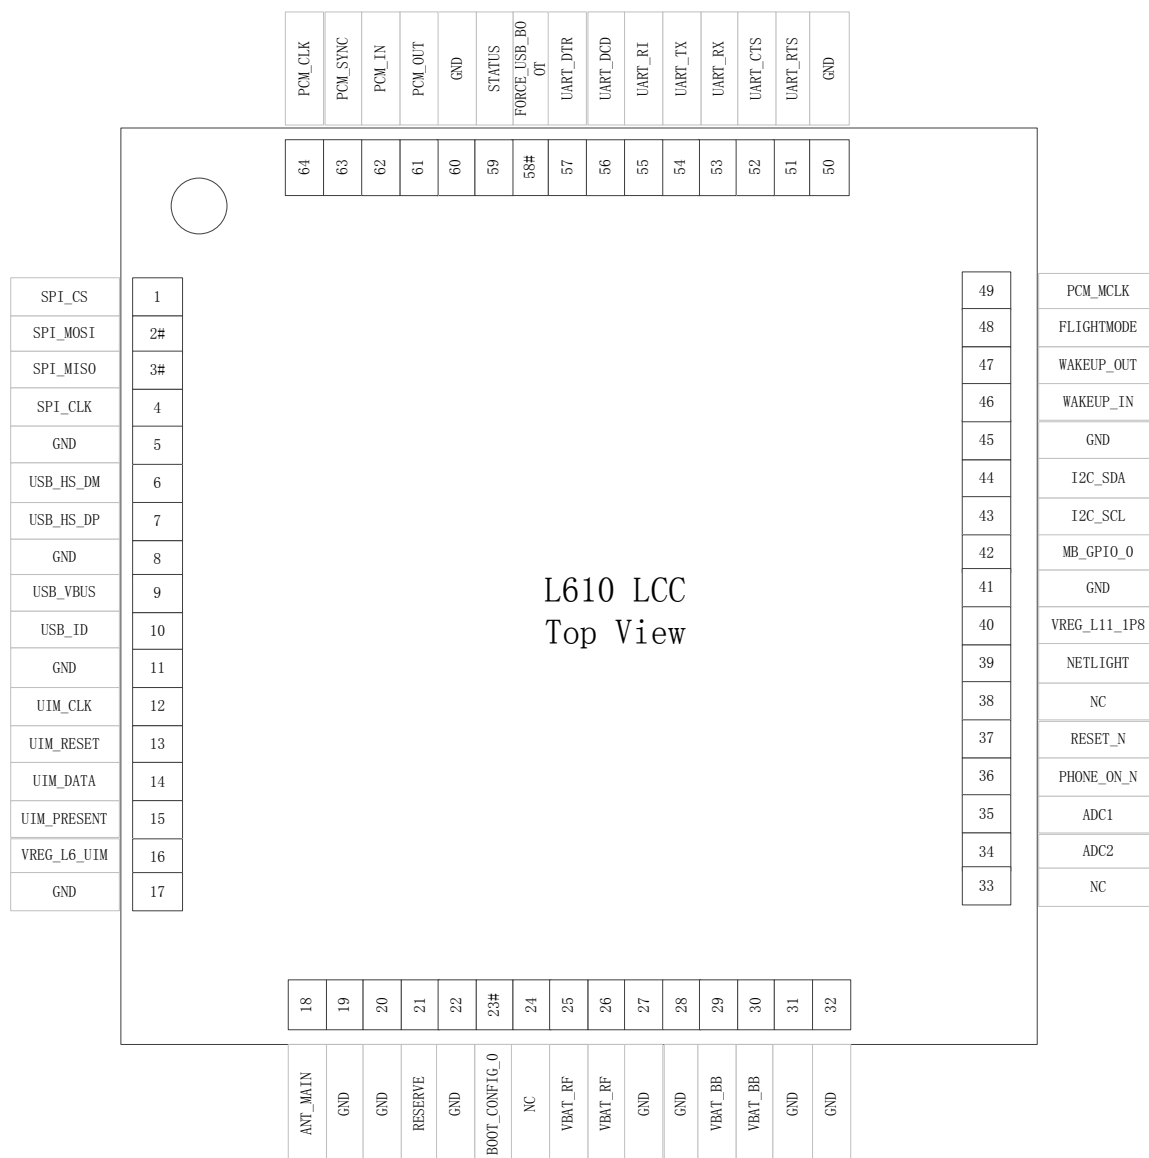 PCM_CLK
PCM_SYNC
PCM_IN
PCM_OUT
GND
STATUS
FORCE_USB_BO
OT
UART_DTR
UART_DCD
UART_RI
UART_TX
UART_RX
UART_CTS
UART_RTS
GND
64
63
62
61
60
59
58#
57
56
55
54
53
52
51
50
SPI_CS 1
SPI_MOSI 2#
SPI_MISO 3#
SPI_CLK 4
GND 5
USB_HS_DM 6
USB_HS_DP 7
GND 8
USB_VBUS 9
USB_ID 10
GND 11
UIM_CLK 12
UIM_RESET 13
UIM_DATA 14
UIM_PRESENT 15
VREG_L6_UIM 16
GND 17
L610 LCC
Top View
49 PCM_MCLK
48 FLIGHTMODE
47 WAKEUP_OUT
46 WAKEUP_IN
45 GND
44 I2C_SDA
43 I2C_SCL
42 MB_GPIO_0
41 GND
40 VREG_L11_1P8
39 NETLIGHT
38 NC
37 RESET_N
36 PHONE_ON_N
35 ADC1
34 ADC2
33 NC
18
19
20
21
22
23#
24
25
26
27
28
29
30
31
32
ANT_MAIN
GND
GND
RESERVE
GND
BOOT_CONFIG_0
NC
VBAT_RF
VBAT_RF
GND
GND
VBAT_BB
VBAT_BB
GND
GND